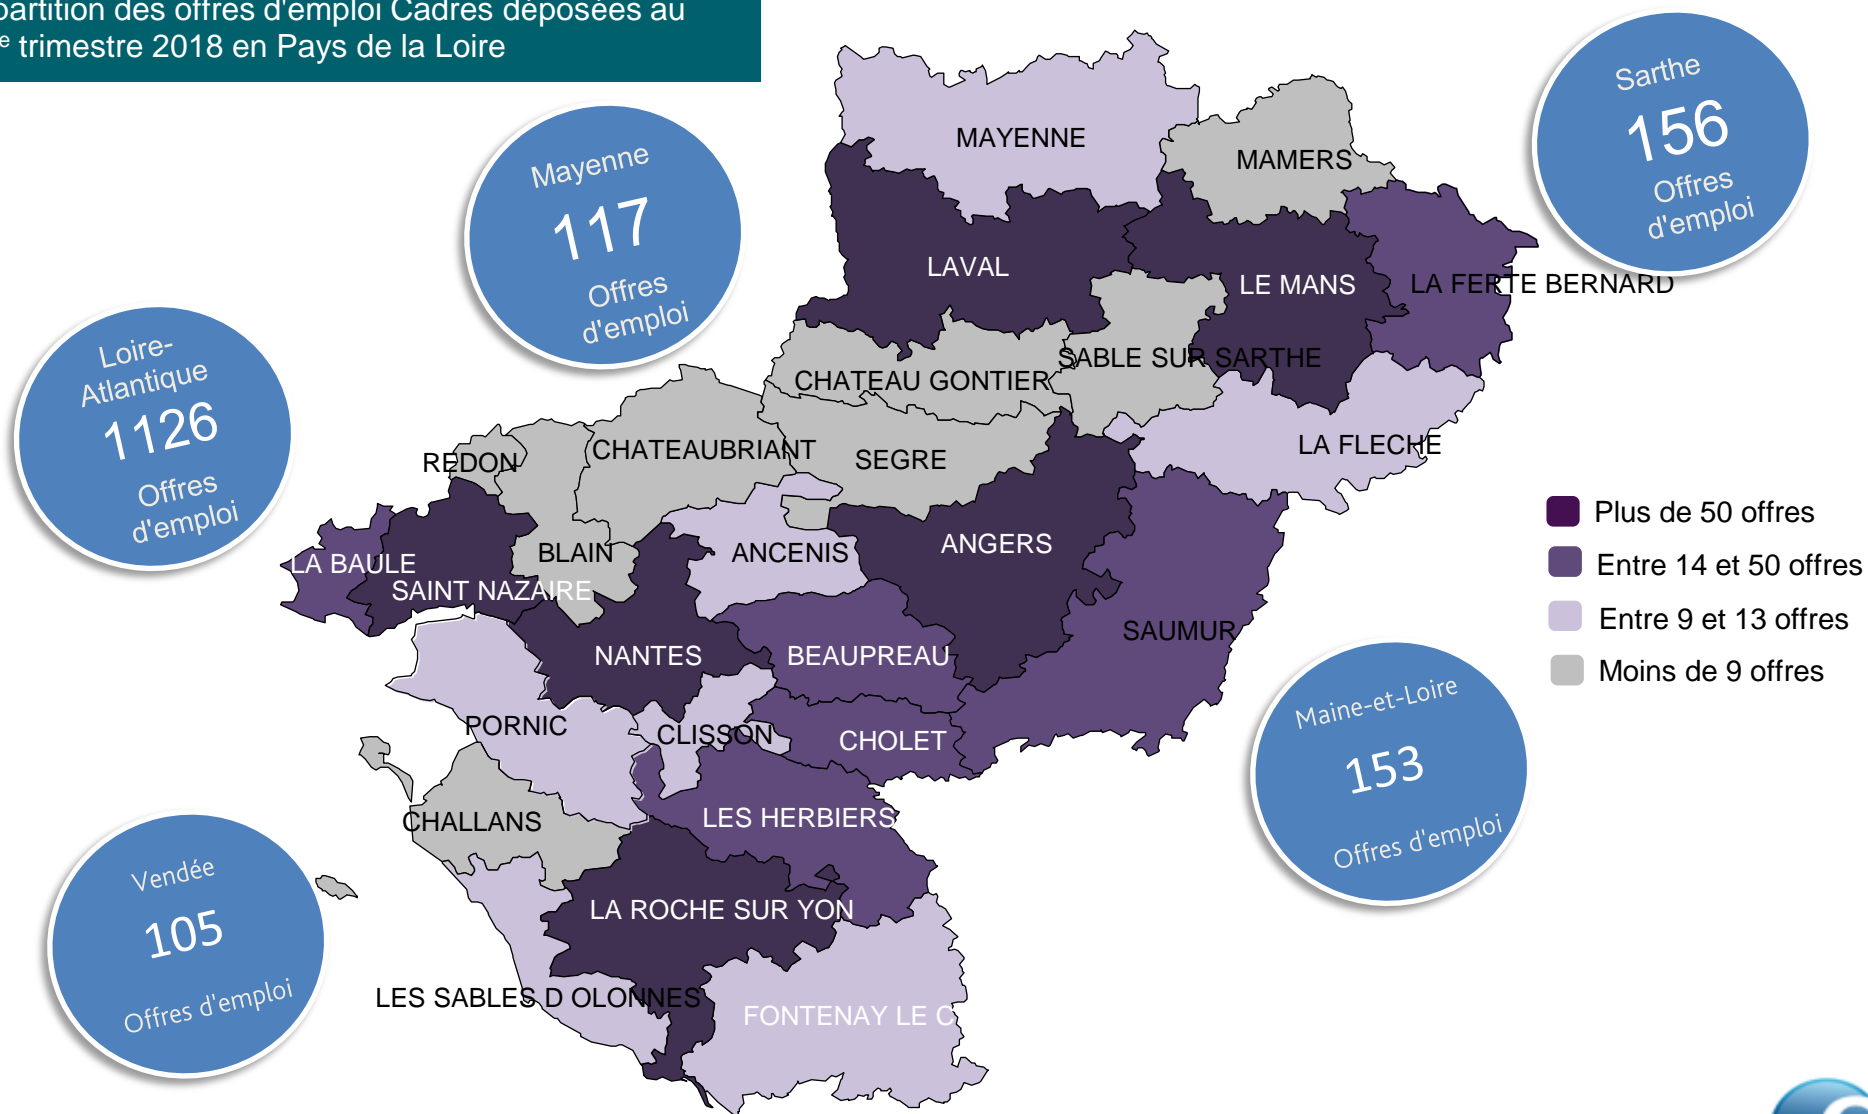 partition des offres d'emploi Cadres déposées au
e trimestre 2018 en Pays de la Loire
Mayenne
117
Offres
d'emploi
Sarthe
156
Offres
d'emploi
Loire-
Atlantique
1126
Offres
d'emploi
Maine-et-Loire
153
Offres d'emploi
Vendée
105
Offres d'emploi
MAYENNE
MAMERS
LAVAL
LE MANS
LA FERTE BERNARD
SABLE SUR SARTHE
CHATEAU GONTIER
LA FLECHE
CHATEAUBRIANT
SEGRE
REDON
BLAIN
ANCENIS
ANGERS
LA BAULE
SAINT NAZAIRE
SAUMUR
NANTES
BEAUPREAU
PORNIC
CLISSON
CHOLET
LES HERBIERS
CHALLANS
LA ROCHE SUR YON
LES SABLES D OLONNES
FONTENAY LE C
Plus de 50 offres
Entre 14 et 50 offres
Entre 9 et 13 offres
Moins de 9 offres